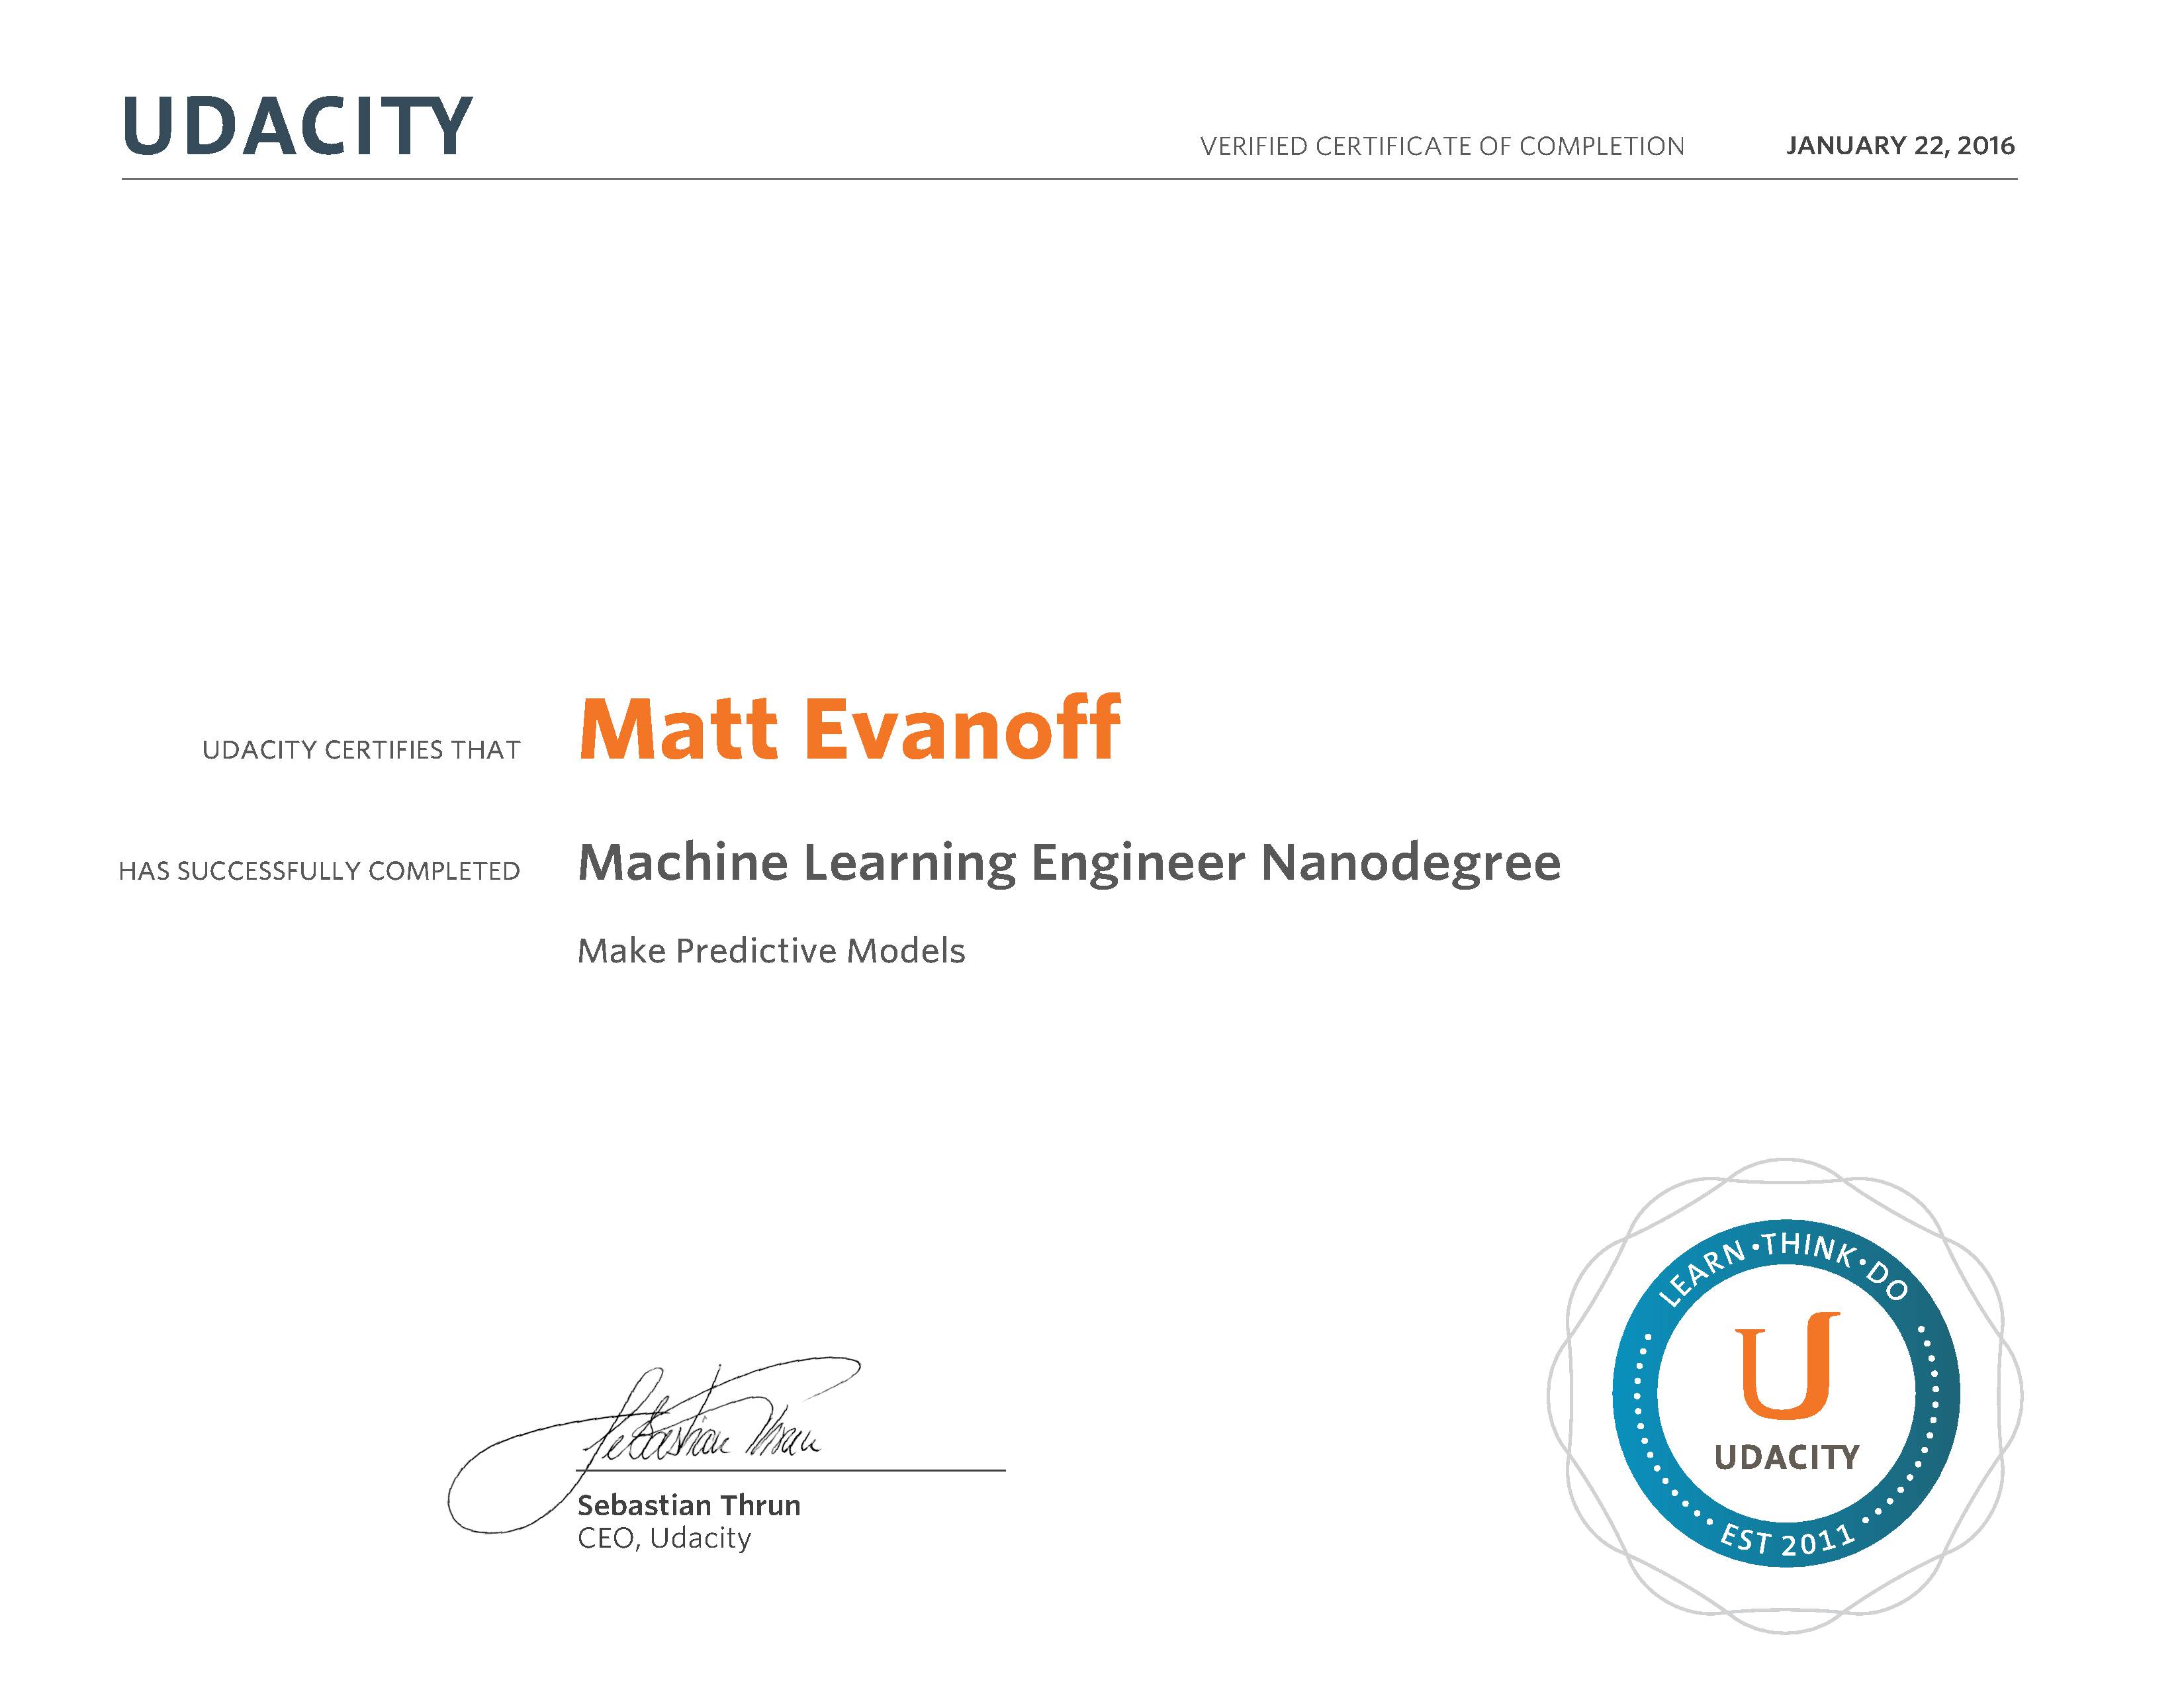 UDACITY
VERIFIED CERTIFICATE OF COMPLETION JANUARY 22, 2016
UDACITY CERTIFIES THAT Matt Evanoff
HAS SUCCESSFULLY COMPLETED Machine Learning Engineer Nanodegree
Make Predictive Models
Sebastian Thrun
Sebastian Thrun
CEO, Udacity
LEARN · THINK · DO
U
UDACITY
EST 2011